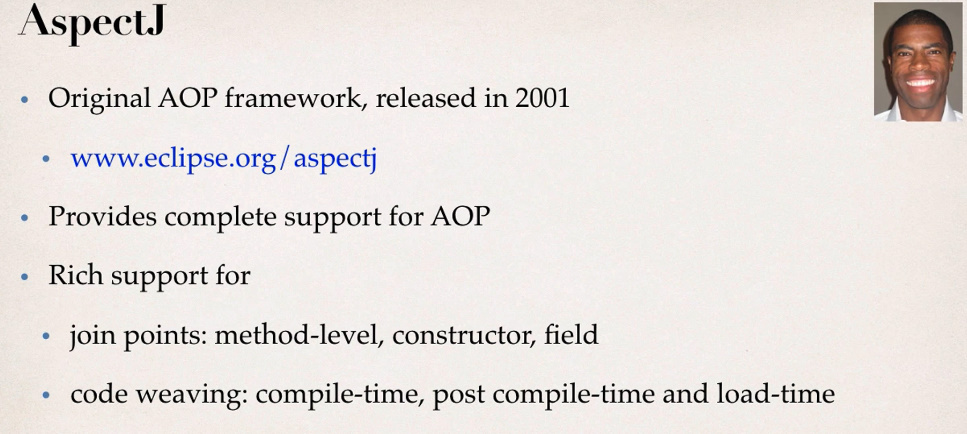 AspectJ
Original AOP framework, released in 2001
www.eclipse.org/aspectj
Provides complete support for AOP
Rich support for
join points: method-level, constructor, field
code weaving: compile-time, post compile-time and load-time